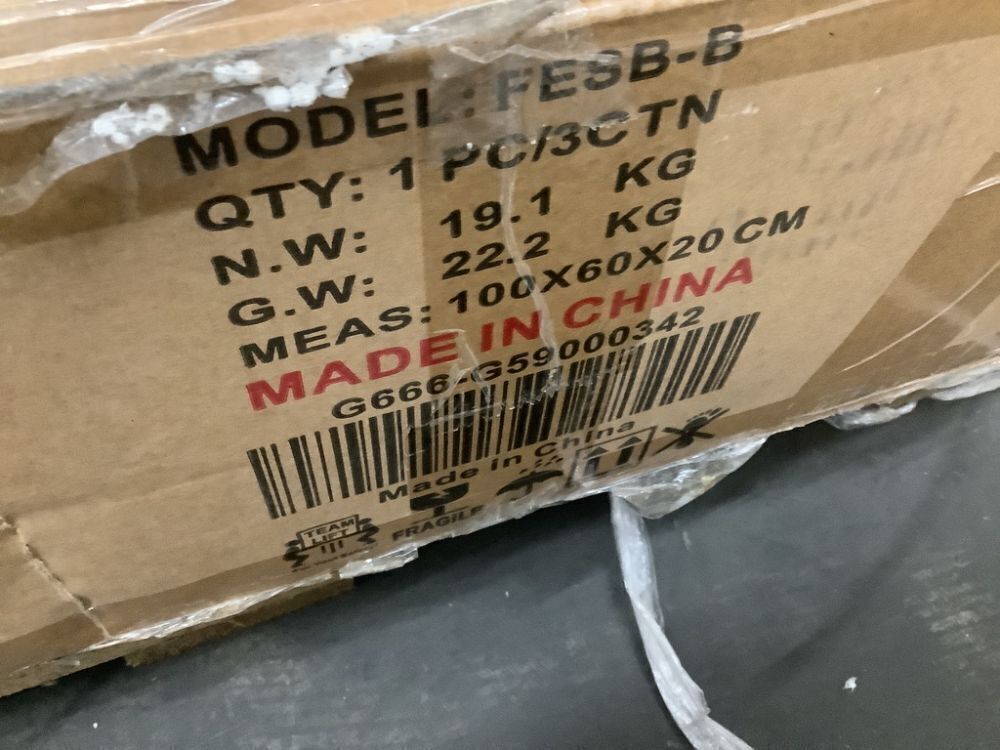 MODEL: FESB-B
QTY: 1 PC/3CTN
N.W: 19.1 KG
G.W: 22.2 KG
MEAS: 100X60X20 CM
MADE IN CHINA
G666-G59000342
Made in China
TEAM
LIFT
FRAGILE